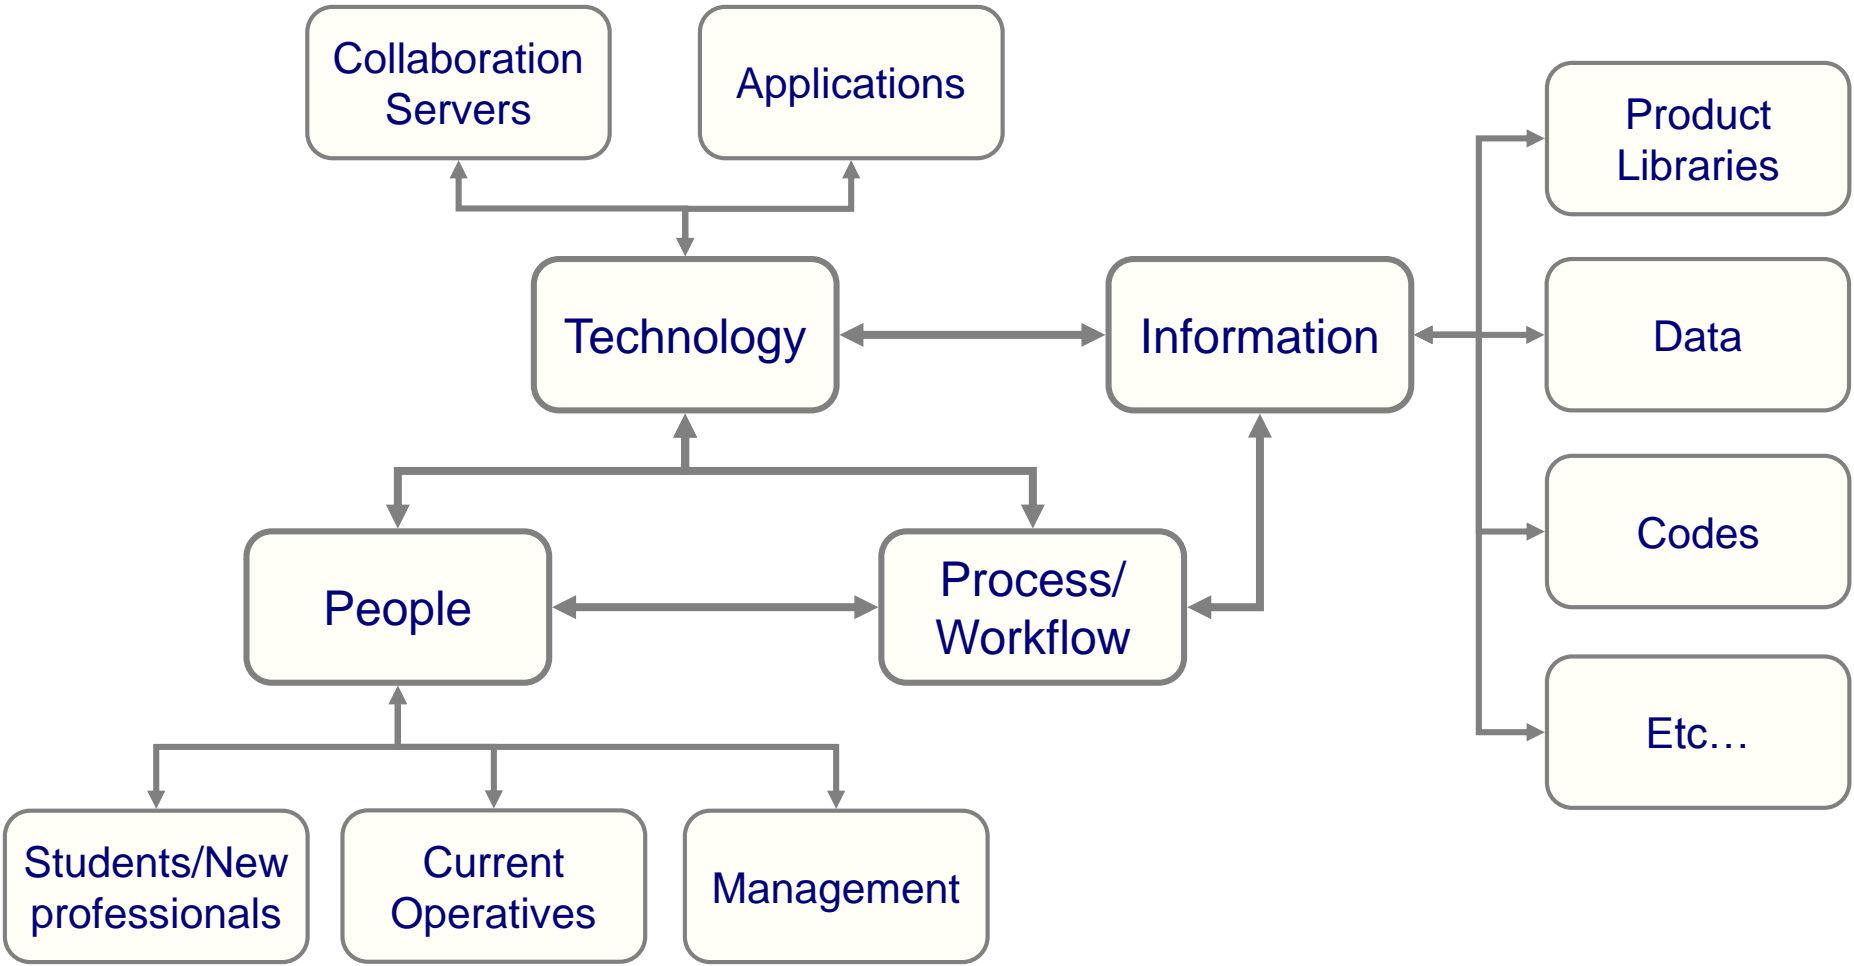 Collaboration
Servers
Applications
Product
Libraries
Technology
Information
Data
People
Process/
Workflow
Codes
Etc…
Students/New
professionals
Current
Operatives
Management